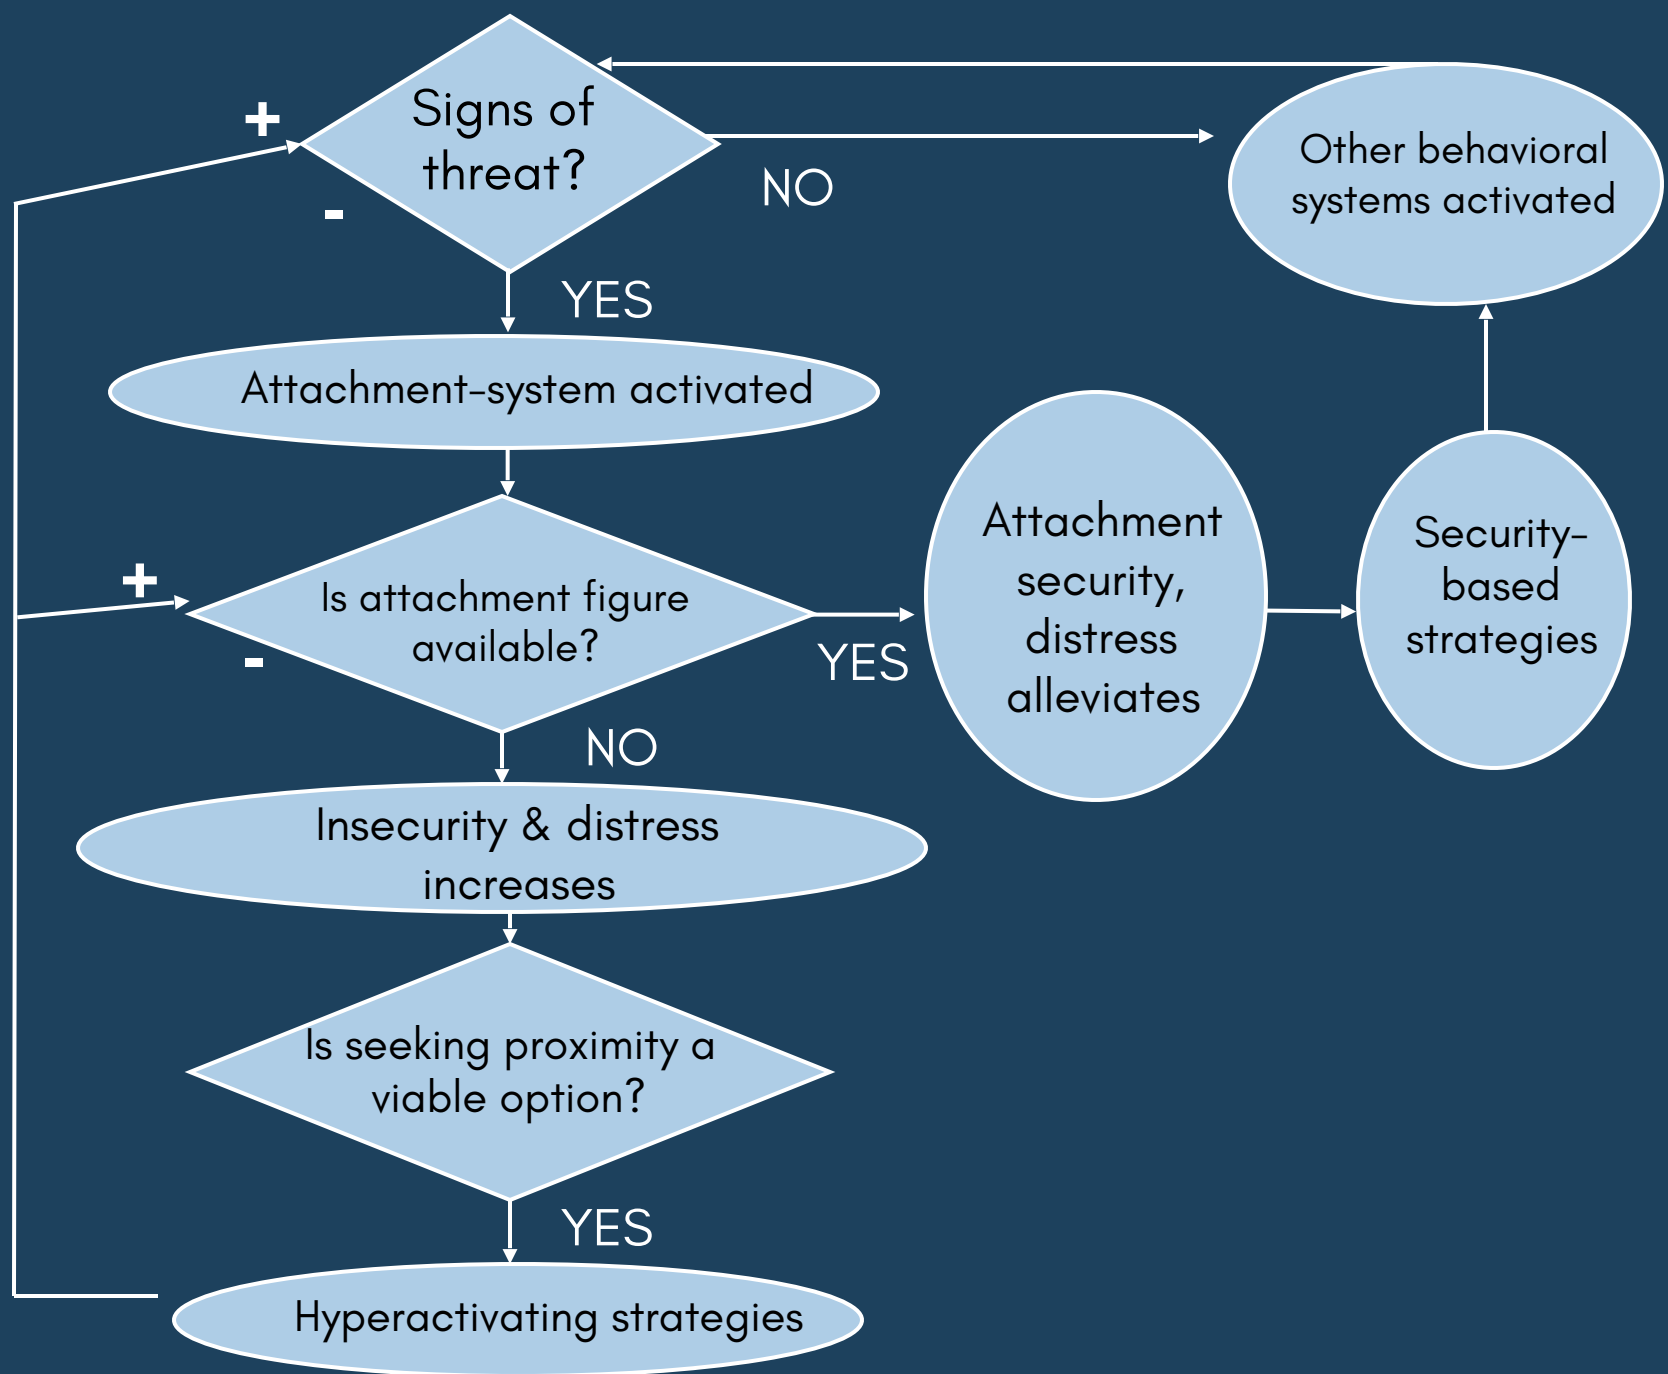 Signs of
threat?
+
-
NO
Other behavioral
systems activated
YES
Attachment-system activated
+
-
Is attachment figure
available?
YES
Attachment
security,
distress
alleviates
Security-
based
strategies
NO
Insecurity & distress
increases
Is seeking proximity a
viable option?
YES
Hyperactivating strategies